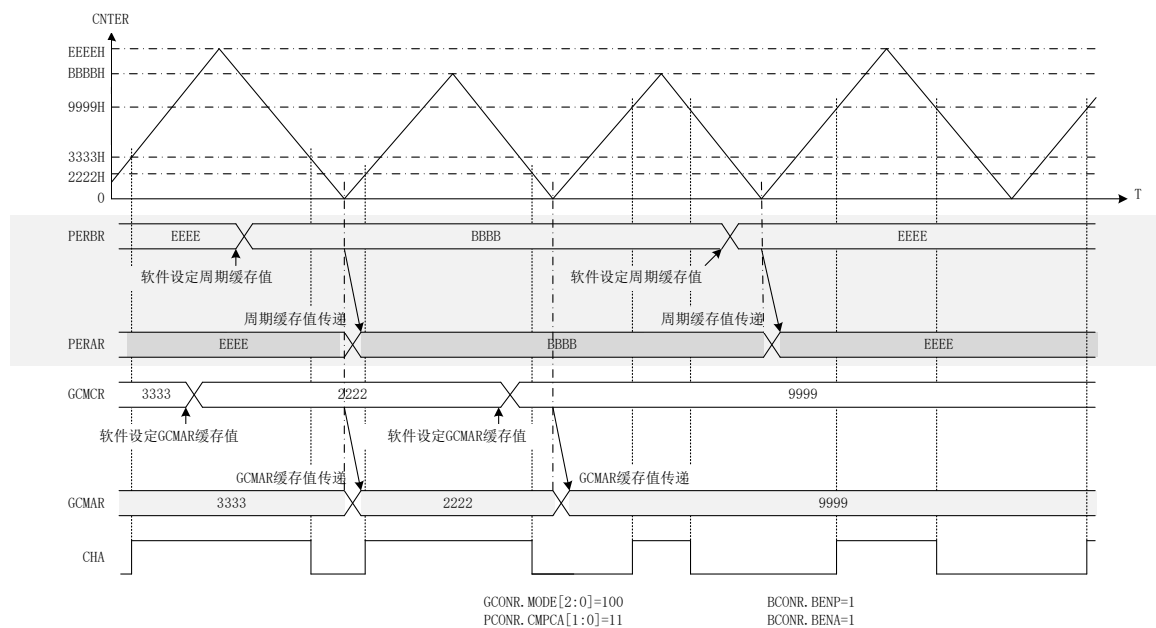 CNTER
EEEEH
BBBBH
9999H
3333H
2222H
0
T
PERBR EEEE BBBB EEEE
软件设定周期缓存值 软件设定周期缓存值
周期缓存值传递 周期缓存值传递
PERAR EEEE BBBB EEEE
GCMCR 3333 2222 9999
软件设定GCMAR缓存值 软件设定GCMAR缓存值
GCMAR缓存值传递 GCMAR缓存值传递
GCMAR 3333 2222 9999
CHA
GCONR.MODE[2:0]=100 BCONR.BENP=1
PCONR.CMPCA[1:0]=11 BCONR.BENA=1